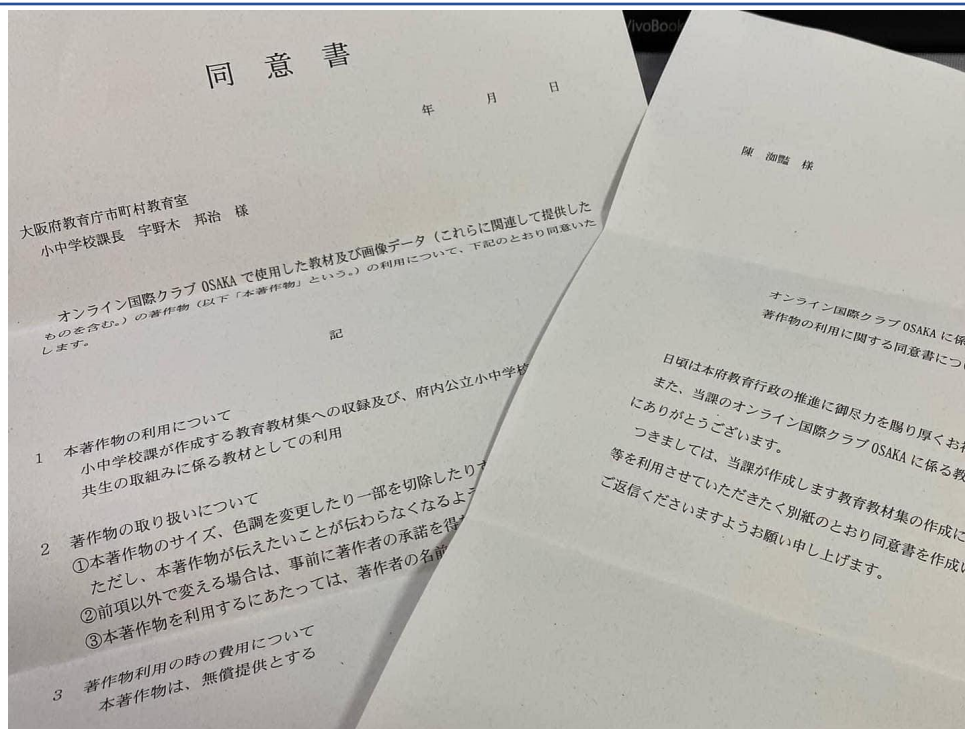 VivoBook
同 意 書
年 月 日
大阪府教育庁市町村教育室
小中学校課長 宇野木 邦治 様
オンライン国際クラブ OSAKA で使用した教材及び画像データ（これらに関連して提供した
ものを含む。）の著作物（以下「本著作物」という。）の利用について、下記のとおり同意いた
します。
記
1 本著作物の利用について
小中学校課が作成する教育教材集への収録及び、府内公立小中学校
共生の取組みに係る教材としての利用
2 著作物の取り扱いについて
①本著作物のサイズ、色調を変更したり一部を切除したりす
ただし、本著作物が伝えたいことが伝わらなくなるよう
②前項以外で変える場合は、事前に著作者の承諾を得
③本著作物を利用するにあたっては、著作者の名前
3 著作物利用の時の費用について
本著作物は、無償提供とする
陳 様
オンライン国際クラブ OSAKA に係
著作物の利用に関する同意書につ
日頃は本府教育行政の推進に御尽力を賜り厚くお
また、当課のオンライン国際クラブ OSAKA に係る教
にありがとうございます。
つきましては、当課が作成します教育教材集の作成に
等を利用させていただきたく別紙のとおり同意書を作成い
ご返信くださいますようお願い申し上げます。